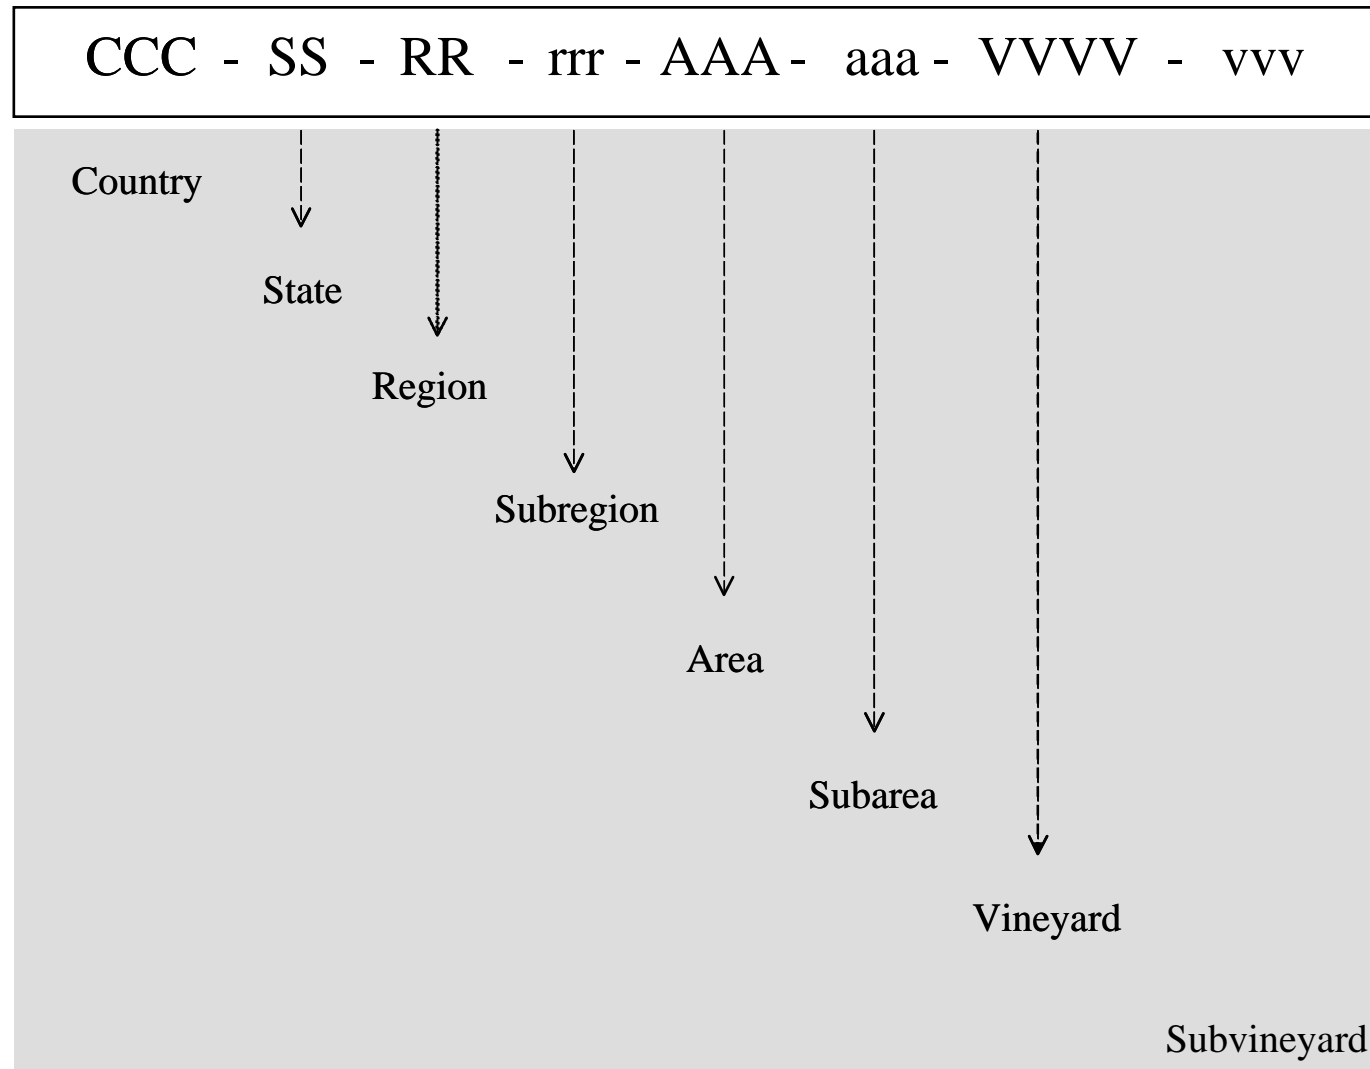 CCC - SS - RR - rrr - AAA - aaa - VVVV - vvv
Country
State
Region
Subregion
Area
Subarea
Vineyard
Subvineyard